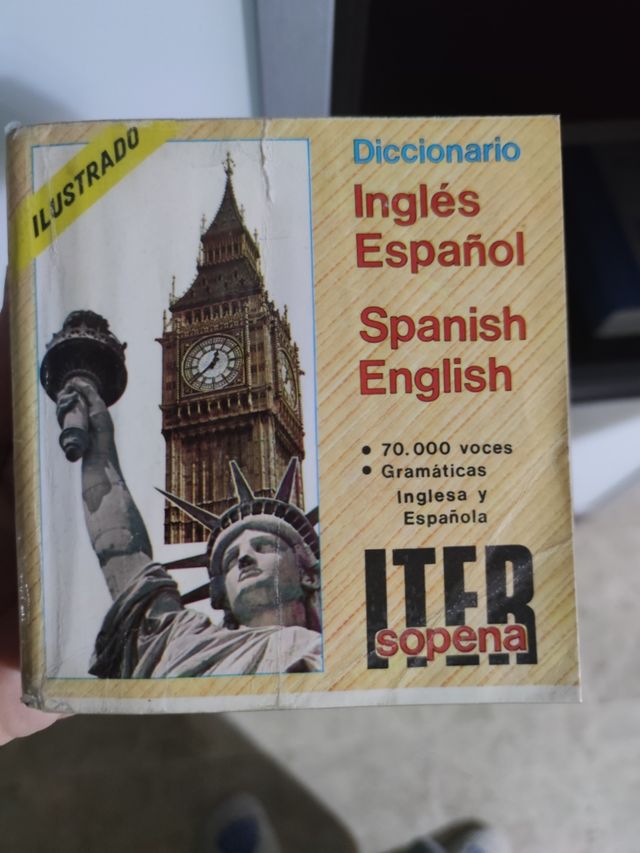 ILUSTRADO
Diccionario
Inglés
Español
Spanish
English
• 70.000 voces
• Gramáticas
Inglesa y
Española
ITER
sopena